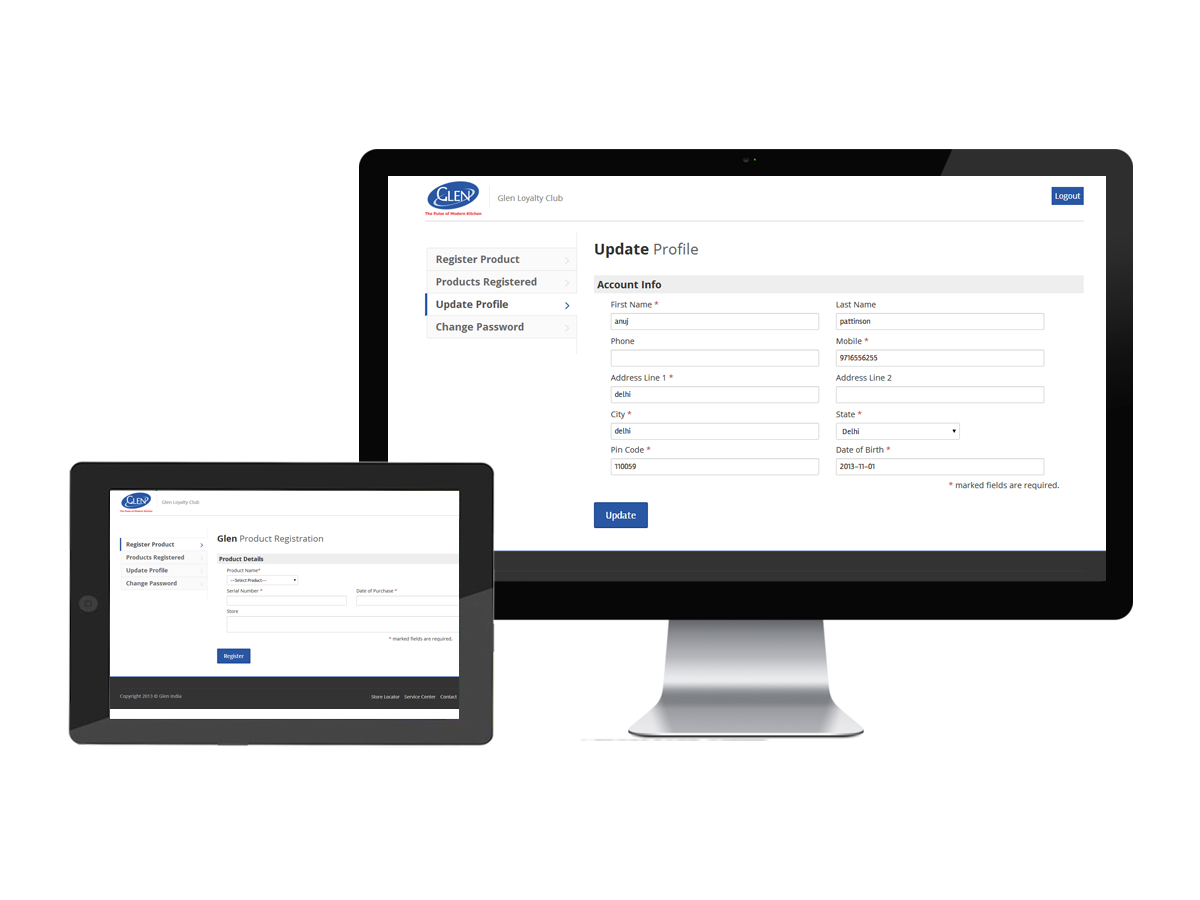 GLEN
The Pulse of Modern Kitchen
Glen Loyalty Club
Logout
Register Product
Products Registered
Update Profile
Change Password
Update Profile
Account Info
First Name * Last Name
anuj pattinson
Phone Mobile *
9716556255
Address Line 1 * Address Line 2
delhi
City * State *
delhi Delhi
Pin Code * Date of Birth *
110059 2013-11-01
* marked fields are required.
Update
GLEN
The Pulse of Modern Kitchen
Glen Loyalty Club
Register Product
Products Registered
Update Profile
Change Password
Glen Product Registration
Product Details
Product Name*
--Select Product--
Serial Number * Date of Purchase *
Store
* marked fields are required.
Register
Copyright 2013 © Glen India
Store Locator Service Center Contact